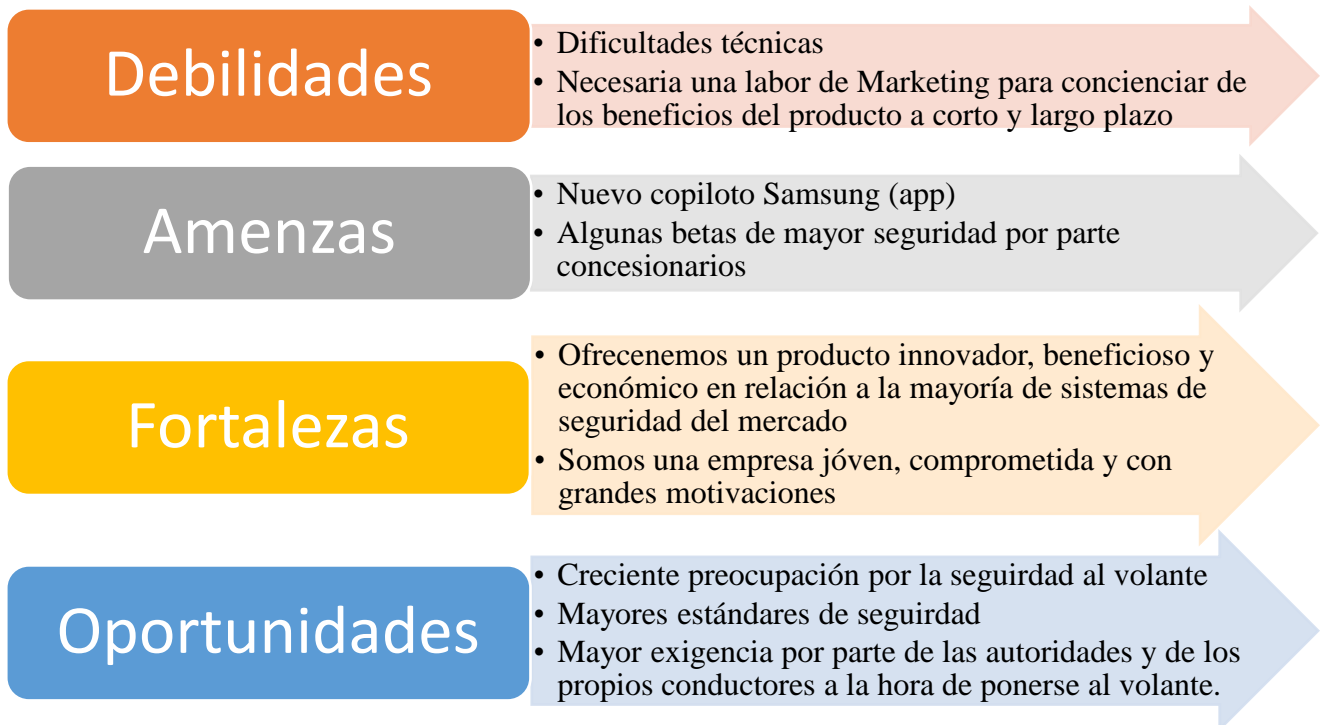 Debilidades
• Dificultades técnicas
• Necesaria una labor de Marketing para concienciar de
los beneficios del producto a corto y largo plazo
Amenzas
• Nuevo copiloto Samsung (app)
• Algunas betas de mayor seguridad por parte
concesionarios
Fortalezas
• Ofrecenemos un producto innovador, beneficioso y
económico en relación a la mayoría de sistemas de
seguridad del mercado
• Somos una empresa jóven, comprometida y con
grandes motivaciones
Oportunidades
• Creciente preocupación por la seguirdad al volante
• Mayores estándares de seguirdad
• Mayor exigencia por parte de las autoridades y de los
propios conductores a la hora de ponerse al volante.